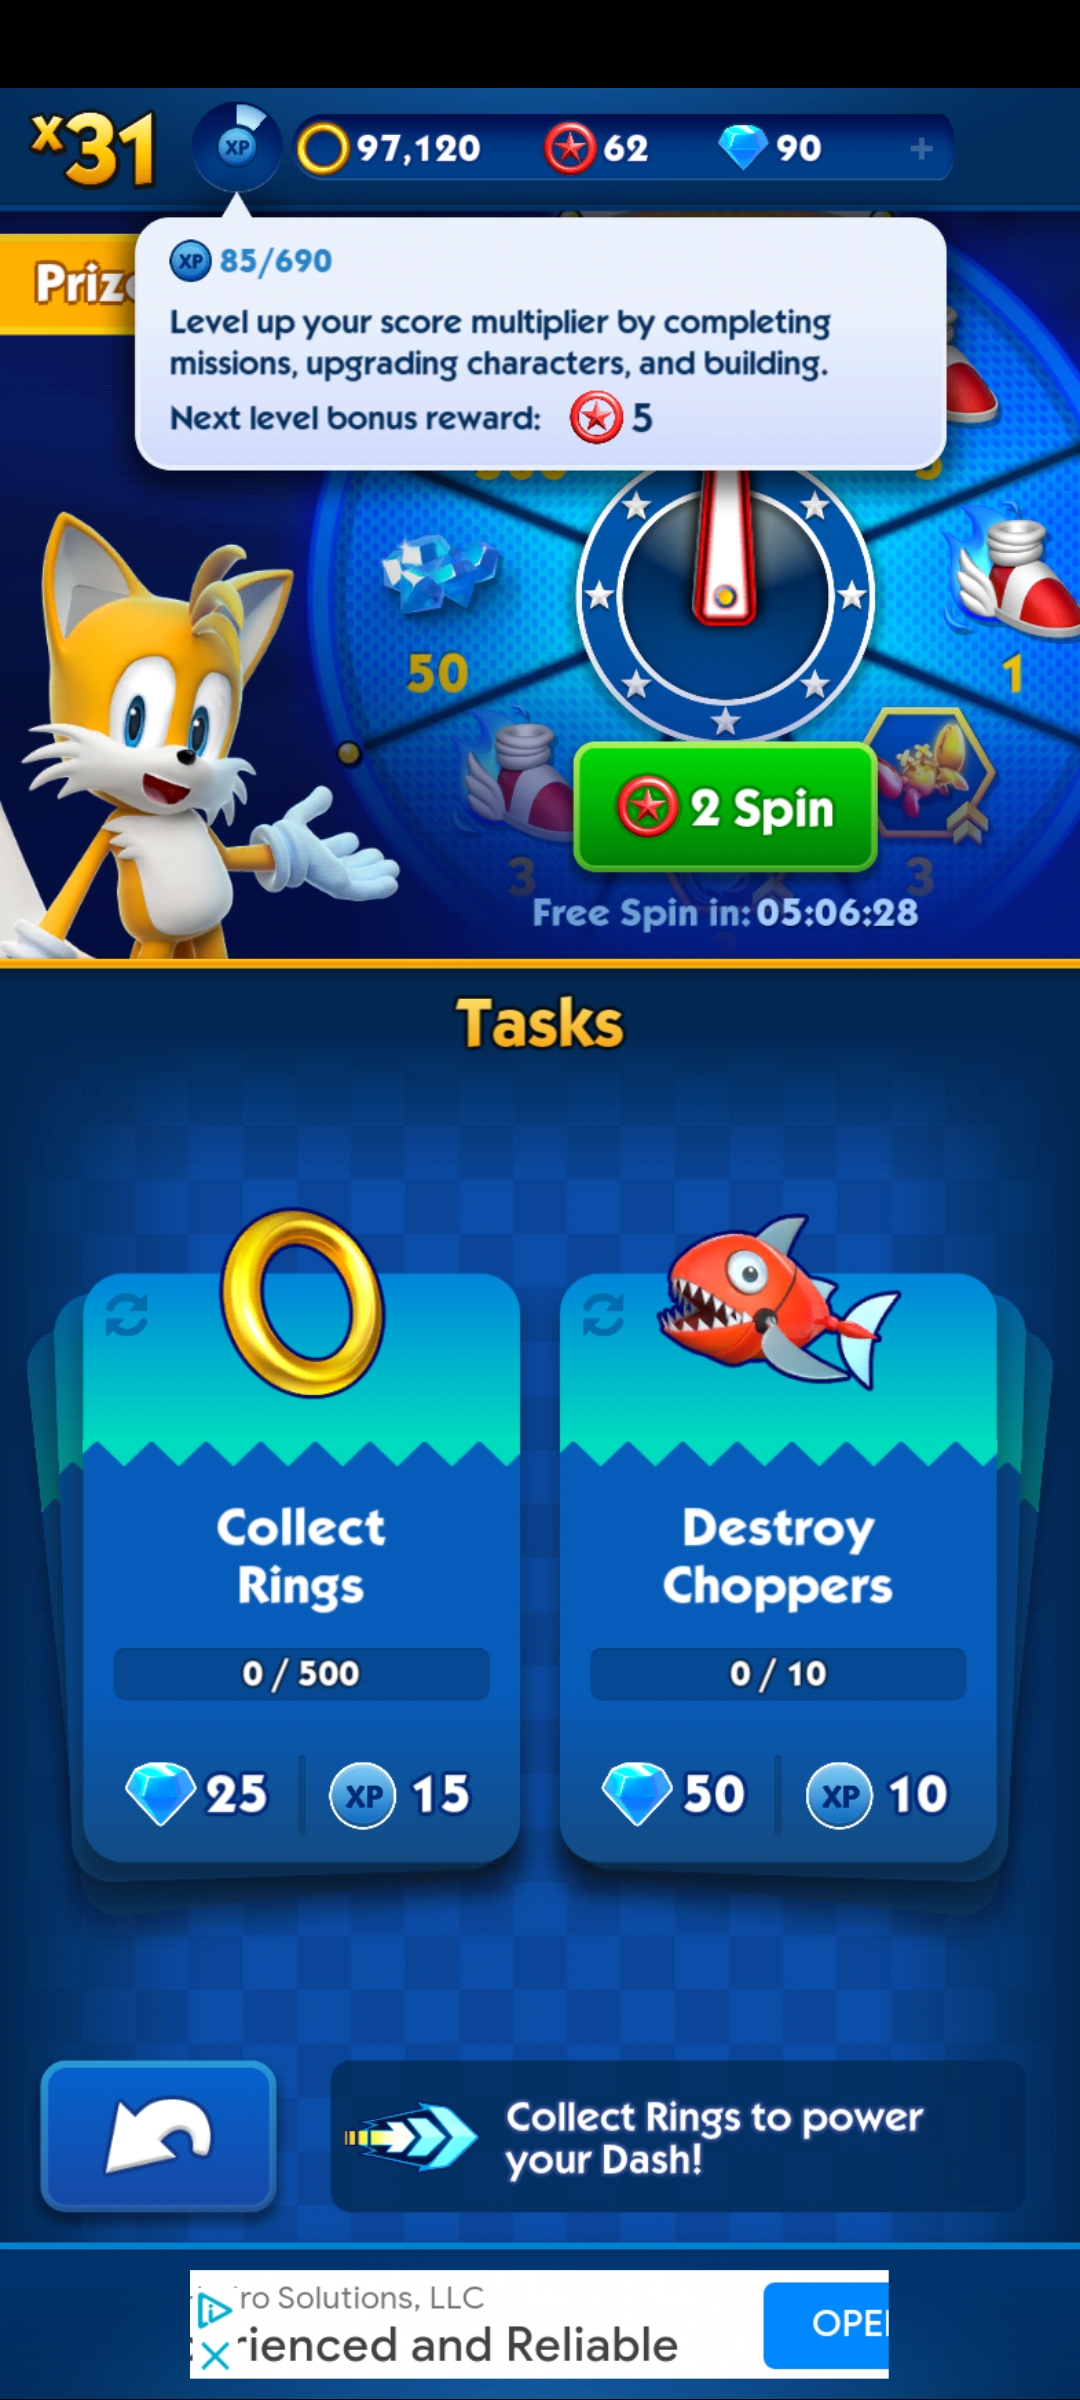 x31
XP
97,120
62
90
+
XP 85/690
Level up your score multiplier by completing
missions, upgrading characters, and building.
Next level bonus reward: 5
50
1
3
3
2 Spin
Free Spin in: 05:06:28
Tasks
Collect
Rings
0 / 500
25
XP 15
Destroy
Choppers
0 / 10
50
XP 10
Collect Rings to power
your Dash!
ro Solutions, LLC
rienced and Reliable